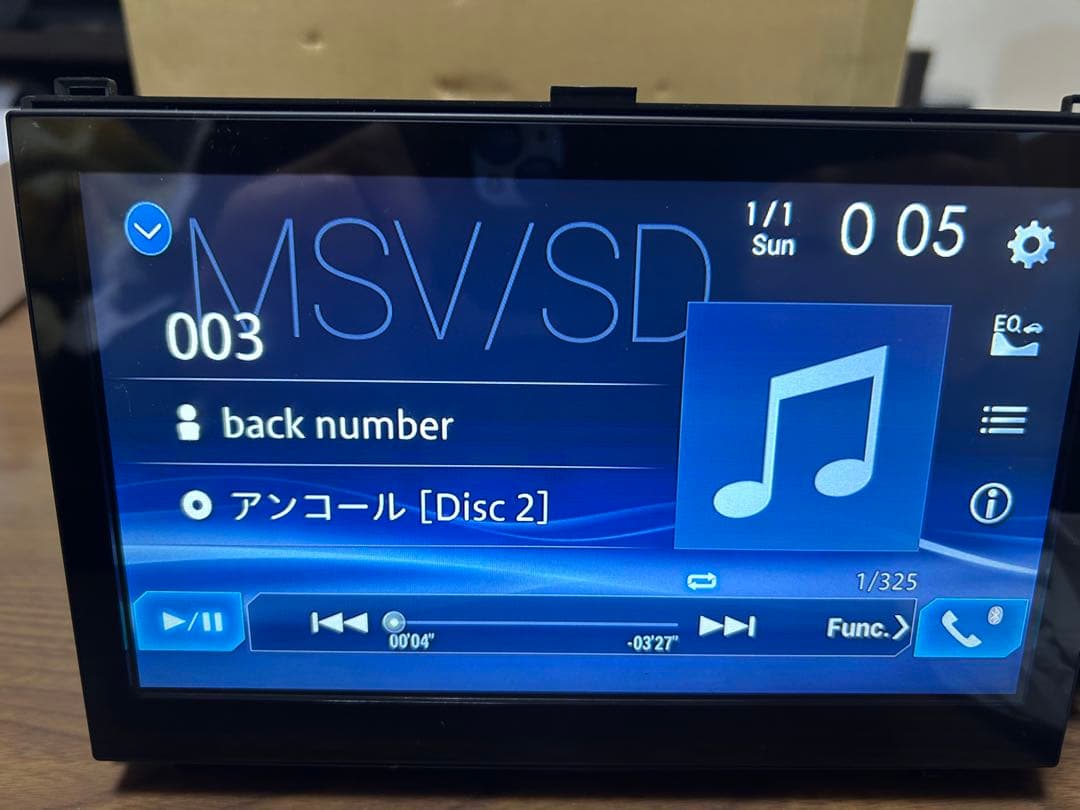 MSV/SD
1/1
Sun
0 05
003
EQ
back number
アンコール [Disc 2]
1/325
00'04"
-03'27"
Func.